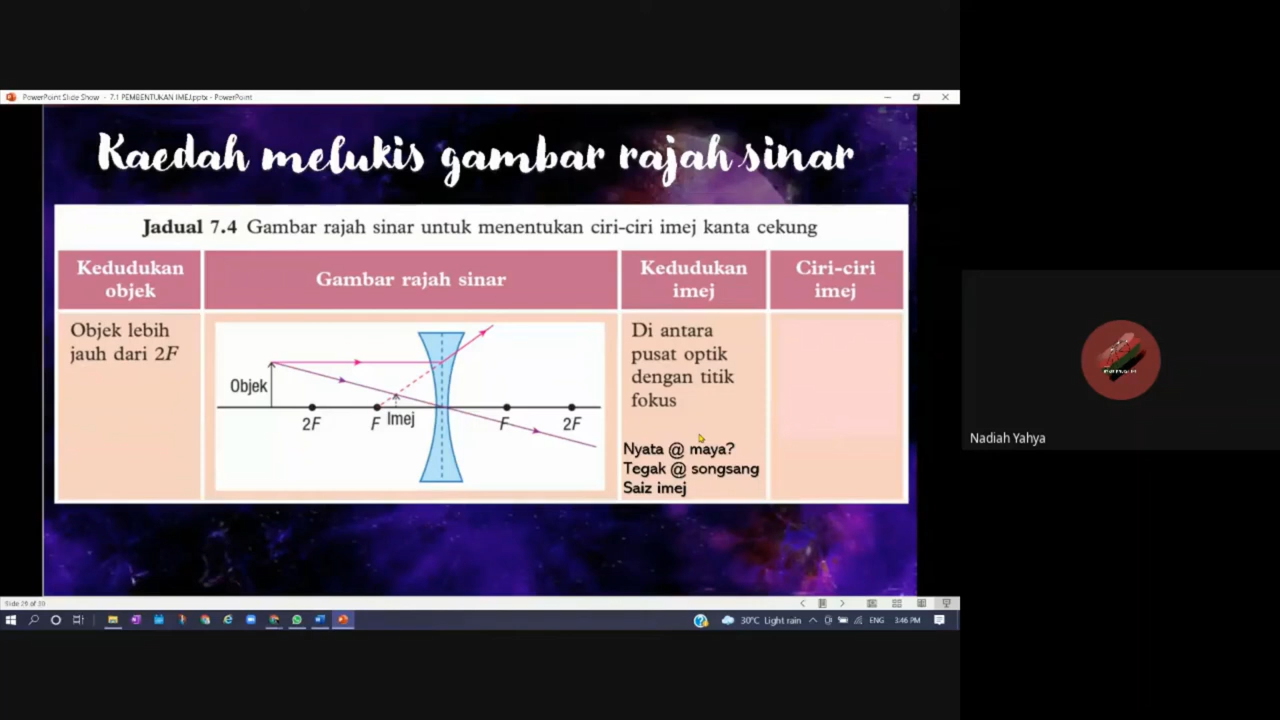 PowerPoint Slide Show - 7.1 PEMBENTUKAN IMEJ.pptx - PowerPoint
Kaedah melukis gambar rajah sinar
Jadual 7.4 Gambar rajah sinar untuk menentukan ciri-ciri imej kanta cekung
Kedudukan
objek
Gambar rajah sinar
Kedudukan
imej
Ciri-ciri
imej
Objek lebih
jauh dari 2F
Objek
2F
F
Imej
F
2F
Di antara
pusat optik
dengan titik
fokus
Nyata @ maya?
Tegak @ songsang
Saiz imej
Nadiah Yahya
30°C Light rain
ENG
3:46 PM